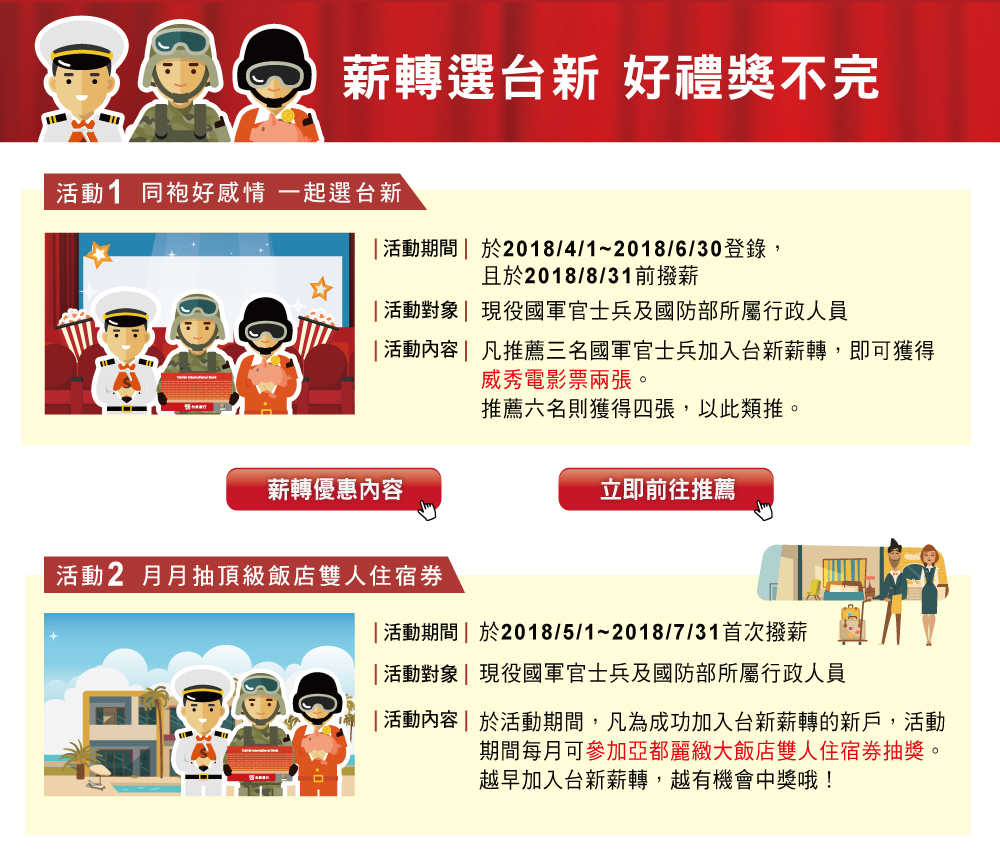 薪轉選台新 好禮獎不完
活動1 同袍好感情 一起選台新
|活動期間| 於2018/4/1~2018/6/30登錄，
且於2018/8/31前撥薪
|活動對象| 現役國軍官士兵及國防部所屬行政人員
|活動內容| 凡推薦三名國軍官士兵加入台新薪轉，即可獲得
威秀電影票兩張。
推薦六名則獲得四張，以此類推。
台新銀行
薪轉優惠內容
立即前往推薦
活動2 月月抽頂級飯店雙人住宿券
|活動期間| 於2018/5/1~2018/7/31首次撥薪
|活動對象| 現役國軍官士兵及國防部所屬行政人員
|活動內容| 於活動期間，凡為成功加入台新薪轉的新戶，活動
期間每月可參加亞都麗緻大飯店雙人住宿券抽獎。
越早加入台新薪轉，越有機會中獎哦！
台新銀行